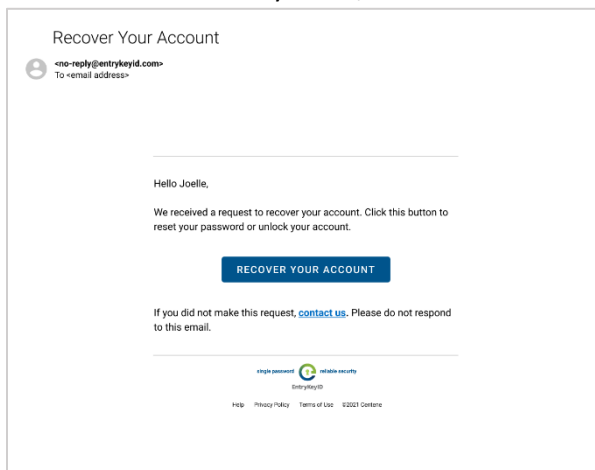 Recover Your Account
<no-reply@entrykeyid.com>
To <email address>
Hello Joelle,
We received a request to recover your account. Click this button to
reset your password or unlock your account.
RECOVER YOUR ACCOUNT
If you did not make this request, contact us. Please do not respond
to this email.
single password reliable security
EntryKeyID
Help Privacy Policy Terms of Use ©2021 Centene